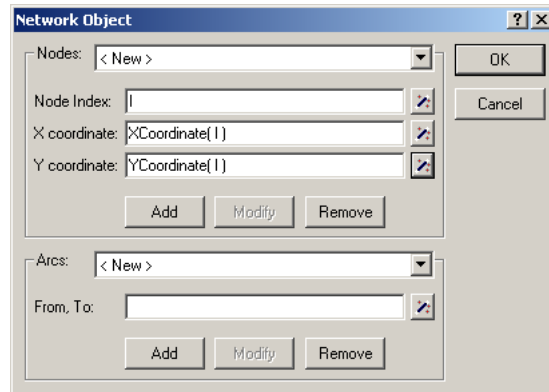 Network Object
Nodes: < New >
OK
Node Index: I
Cancel
X coordinate: XCoordinate( I )
Y coordinate: YCoordinate( I )
Add Modify Remove
Arcs: < New >
From, To:
Add Modify Remove